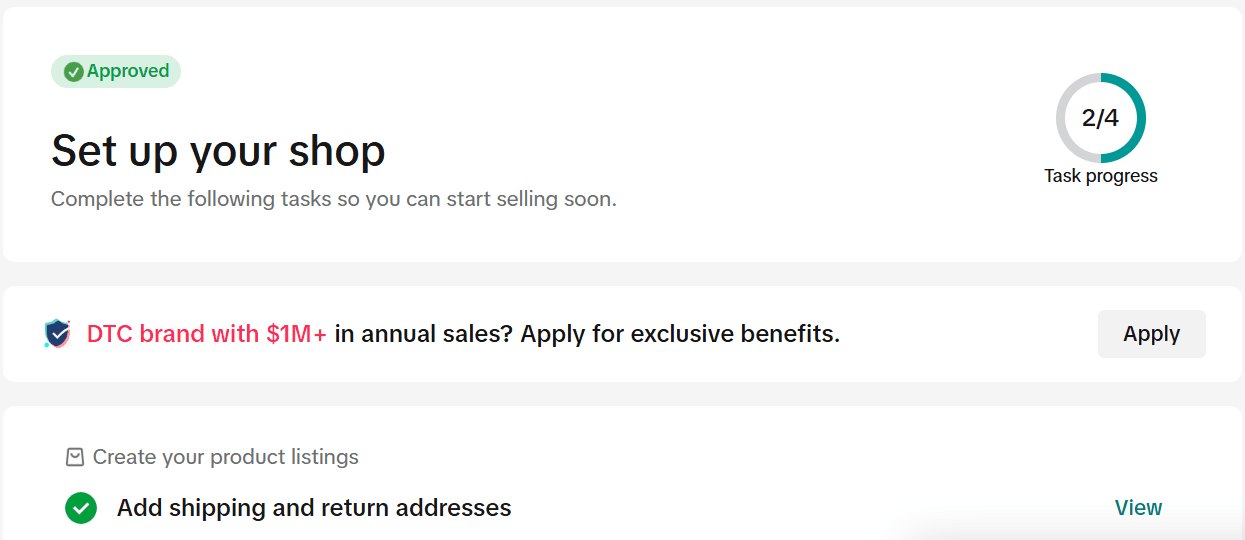 Approved
Set up your shop
Complete the following tasks so you can start selling soon.
2/4
Task progress
DTC brand with $1M+ in annual sales? Apply for exclusive benefits.
Apply
Create your product listings
Add shipping and return addresses
View